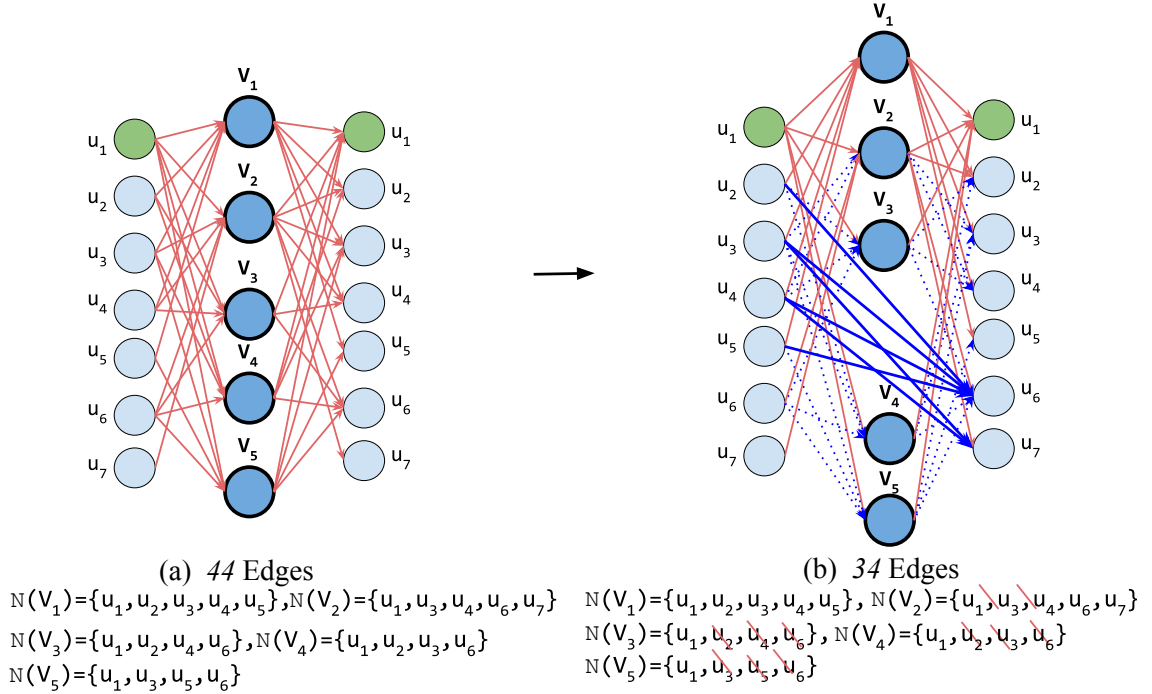 V1
V2
V3
V4
V5
u1
u2
u3
u4
u5
u6
u7
u1
u2
u3
u4
u5
u6
u7
(a) 44 Edges
N(V1)={u1,u2,u3,u4,u5},N(V2)={u1,u3,u4,u6,u7}
N(V3)={u1,u2,u4,u6},N(V4)={u1,u2,u3,u6}
N(V5)={u1,u3,u5,u6}
V1
V2
V3
V4
V5
u1
u2
u3
u4
u5
u6
u7
u1
u2
u3
u4
u5
u6
u7
(b) 34 Edges
N(V1)={u1,u2,u3,u4,u5}, N(V2)={u1,u3,u4,u6,u7}
N(V3)={u1,u2,u4,u6}, N(V4)={u1,u2,u3,u6}
N(V5)={u1,u3,u5,u6}